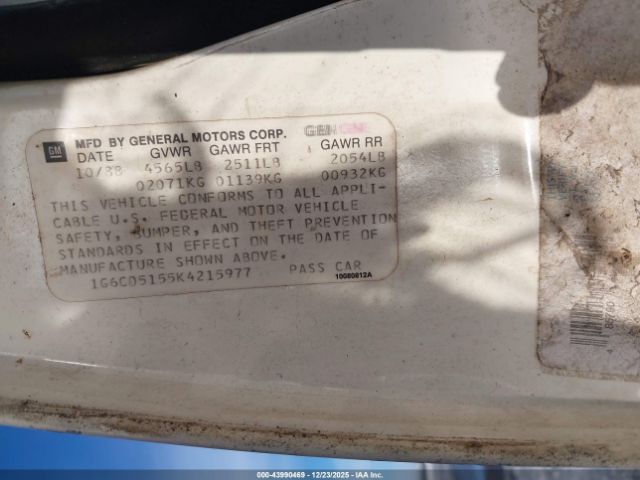 GM MFD BY GENERAL MOTORS CORP.
DATE GVWR GAWR FRT GAWR RR
10/88 4565LB 2511LB 2054LB
02071KG 01139KG 00932KG
THIS VEHICLE CONFORMS TO ALL APPLI-
CABLE U.S. FEDERAL MOTOR VEHICLE
SAFETY, BUMPER, AND THEFT PREVENTION
STANDARDS IN EFFECT ON THE DATE OF
MANUFACTURE SHOWN ABOVE.
1G6CD5155K4215977 PASS CAR
10080812A
000-43990469 - 12/23/2025 - IAA Inc.